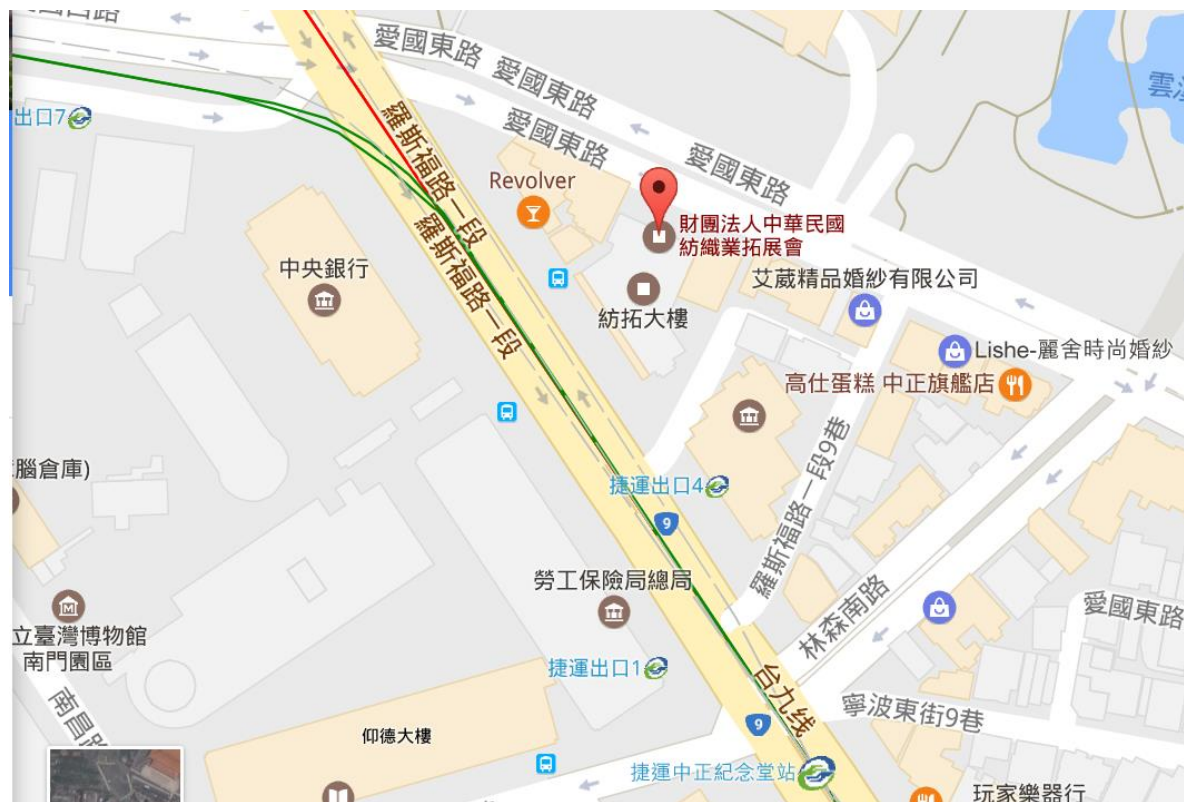 愛國東路
愛國東路
愛國東路
愛國東路
雲
出口7
羅斯福路一段
羅斯福路一段
Revolver
財團法人中華民國
紡織業拓展會
中央銀行
紡拓大樓
艾葳精品婚紗有限公司
Lishe-麗舍時尚婚紗
高仕蛋糕 中正旗艦店
羅斯福路一段9巷
腦倉庫)
捷運出口4
9
勞工保險局總局
林森南路
愛國東路
立臺灣博物館
南門園區
捷運出口1
台九线
南昌路
寧波東街9巷
9
仰德大樓
捷運中正紀念堂站
玩家樂器行